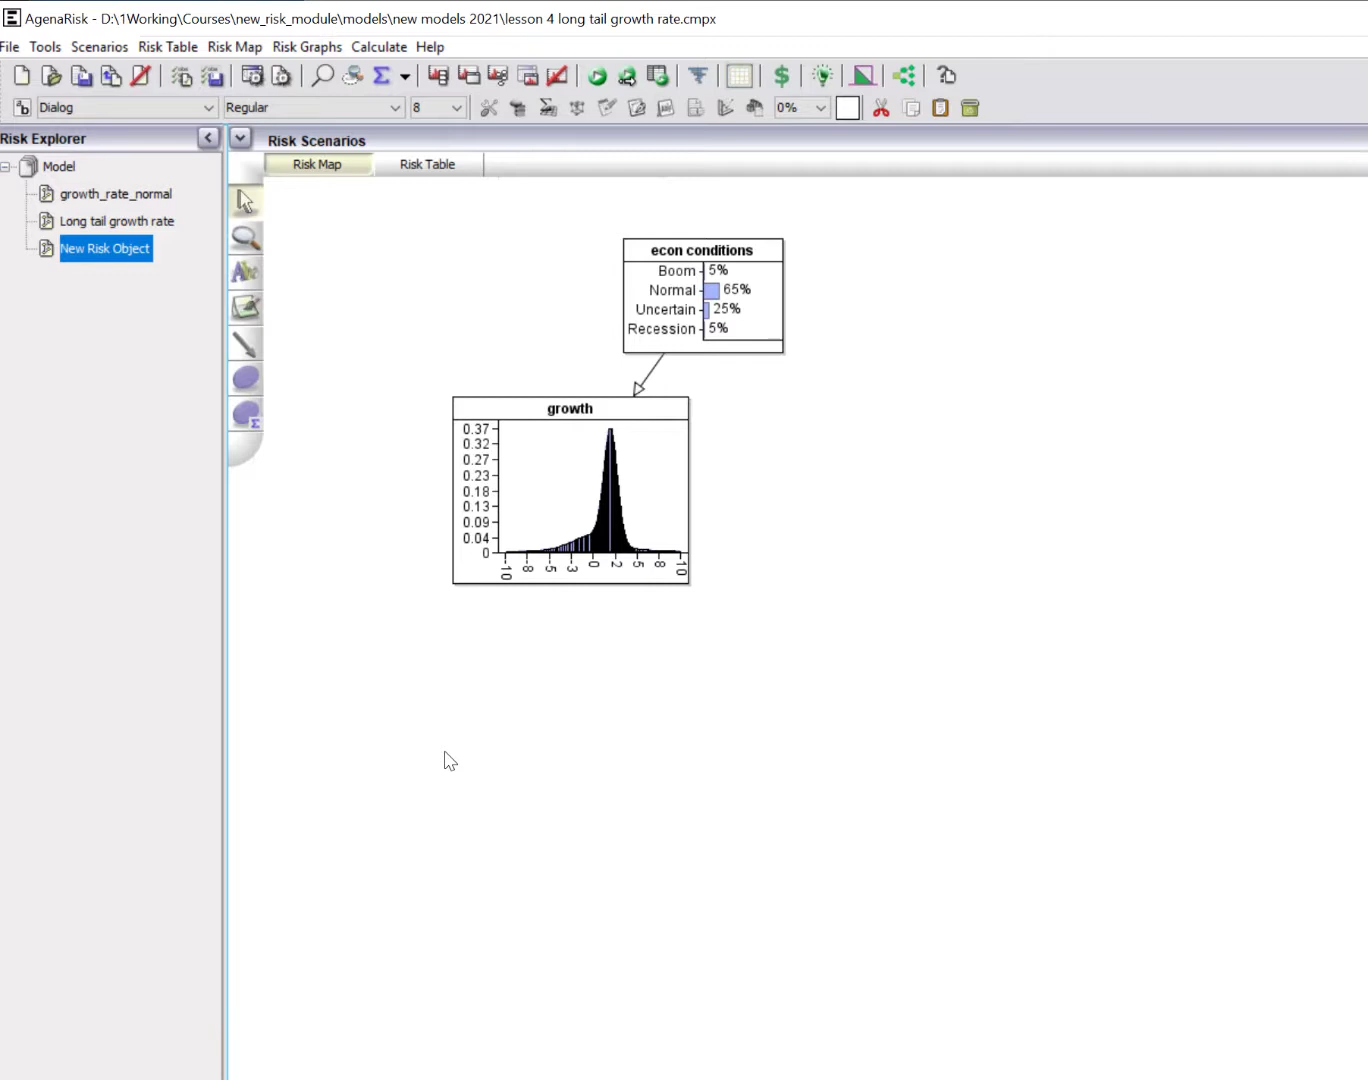 AgenaRisk - D:\1Working\Courses\new_risk_module\models\new models 2021\lesson 4 long tail growth rate.cmpx
File Tools Scenarios Risk Table Risk Map Risk Graphs Calculate Help
Dialog Regular 8 0%
Risk Explorer
Risk Scenarios
Model
Risk Map Risk Table
growth_rate_normal
Long tail growth rate
New Risk Object
econ conditions
Boom 5%
Normal 65%
Uncertain 25%
Recession 5%
growth
0.37
0.32
0.27
0.23
0.18
0.13
0.09
0.04
0
-10 -8 -5 -3 -0 2 5 8 10